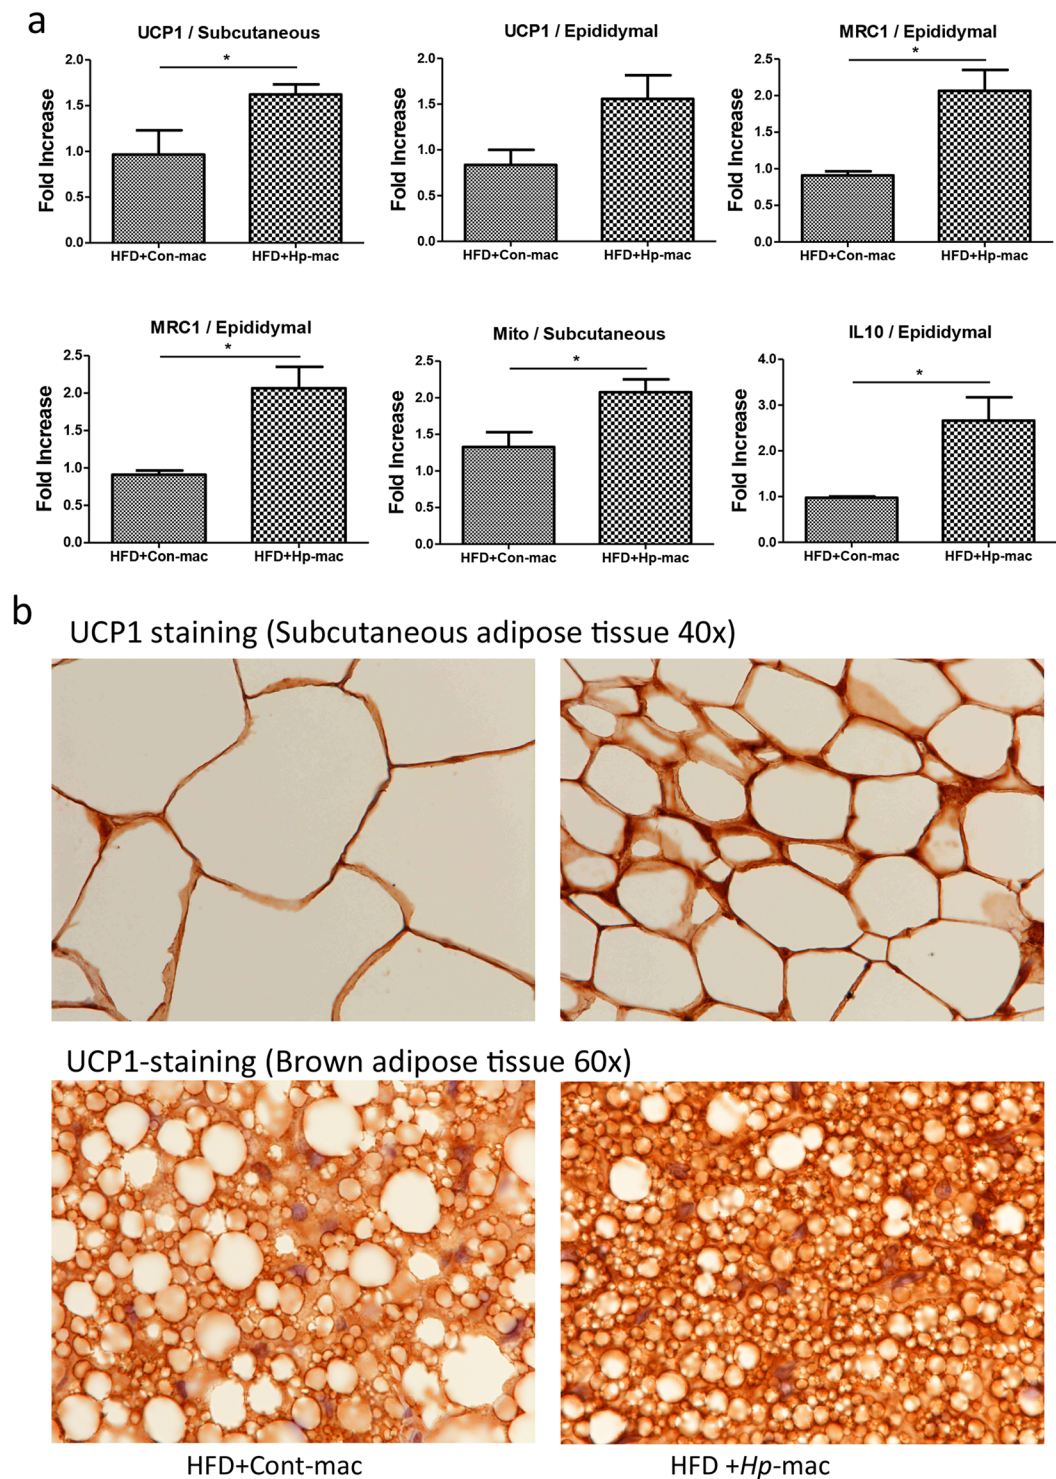 a
UCP1 / Subcutaneous
*
Fold Increase
2.0
1.5
1.0
0.5
0.0
HFD+Con-mac
HFD+Hp-mac
UCP1 / Epididymal
Fold Increase
2.0
1.5
1.0
0.5
0.0
HFD+Con-mac
HFD+Hp-mac
MRC1 / Epididymal
*
Fold Increase
2.5
2.0
1.5
1.0
0.5
0.0
HFD+Con-mac
HFD+Hp-mac
MRC1 / Epididymal
*
Fold Increase
2.5
2.0
1.5
1.0
0.5
0.0
HFD+Con-mac
HFD+Hp-mac
Mito / Subcutaneous
*
Fold Increase
2.5
2.0
1.5
1.0
0.5
0.0
HFD+Con-mac
HFD+Hp-mac
IL10 / Epididymal
*
Fold Increase
4.0
3.0
2.0
1.0
0.0
HFD+Con-mac
HFD+Hp-mac
b
UCP1 staining (Subcutaneous adipose tissue 40x)
UCP1-staining (Brown adipose tissue 60x)
HFD+Cont-mac
HFD +Hp-mac